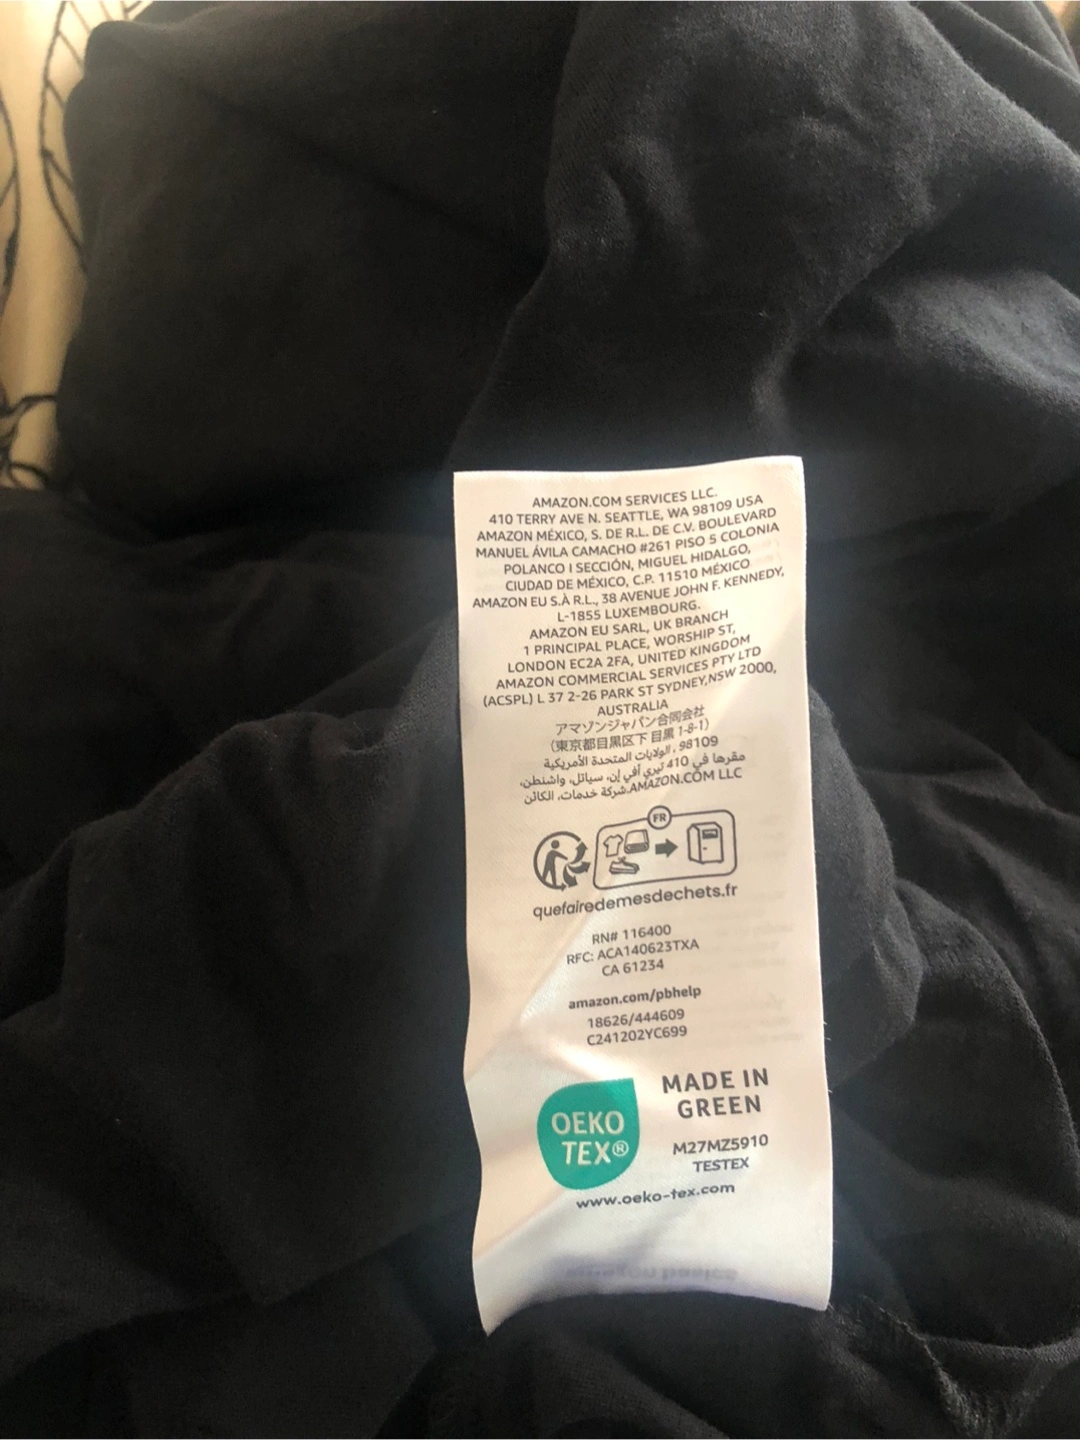 AMAZON.COM SERVICES LLC.
410 TERRY AVE N. SEATTLE, WA 98109 USA
AMAZON MÉXICO, S. DE R.L. DE C.V. BOULEVARD
MANUEL ÁVILA CAMACHO #261 PISO 5 COLONIA
POLANCO I SECCIÓN, MIGUEL HIDALGO,
CIUDAD DE MÉXICO, C.P. 11510 MÉXICO
AMAZON EU S.À R.L., 38 AVENUE JOHN F. KENNEDY,
L-1855 LUXEMBOURG.
AMAZON EU SARL, UK BRANCH
1 PRINCIPAL PLACE, WORSHIP ST,
LONDON EC2A 2FA, UNITED KINGDOM
AMAZON COMMERCIAL SERVICES PTY LTD
(ACSPL) L 37 2-26 PARK ST SYDNEY,NSW 2000,
AUSTRALIA
アマゾンジャパン合同会社
(東京都目黒区下目黒 1-8-1)
98109 ,الولايات المتحدة الأمريكية
مقرها في 410 تيري أفي إن، سياتل، واشنطن،
AMAZON.COM LLC شركة خدمات، الكائن
FR
quefairedemesdechets.fr
RN# 116400
RFC: ACA140623TXA
CA 61234
amazon.com/pbhelp
18626/444609
C241202YC699
OEKO
TEX®
MADE IN
GREEN
M27MZ5910
TESTEX
www.oeko-tex.com
amazon basics